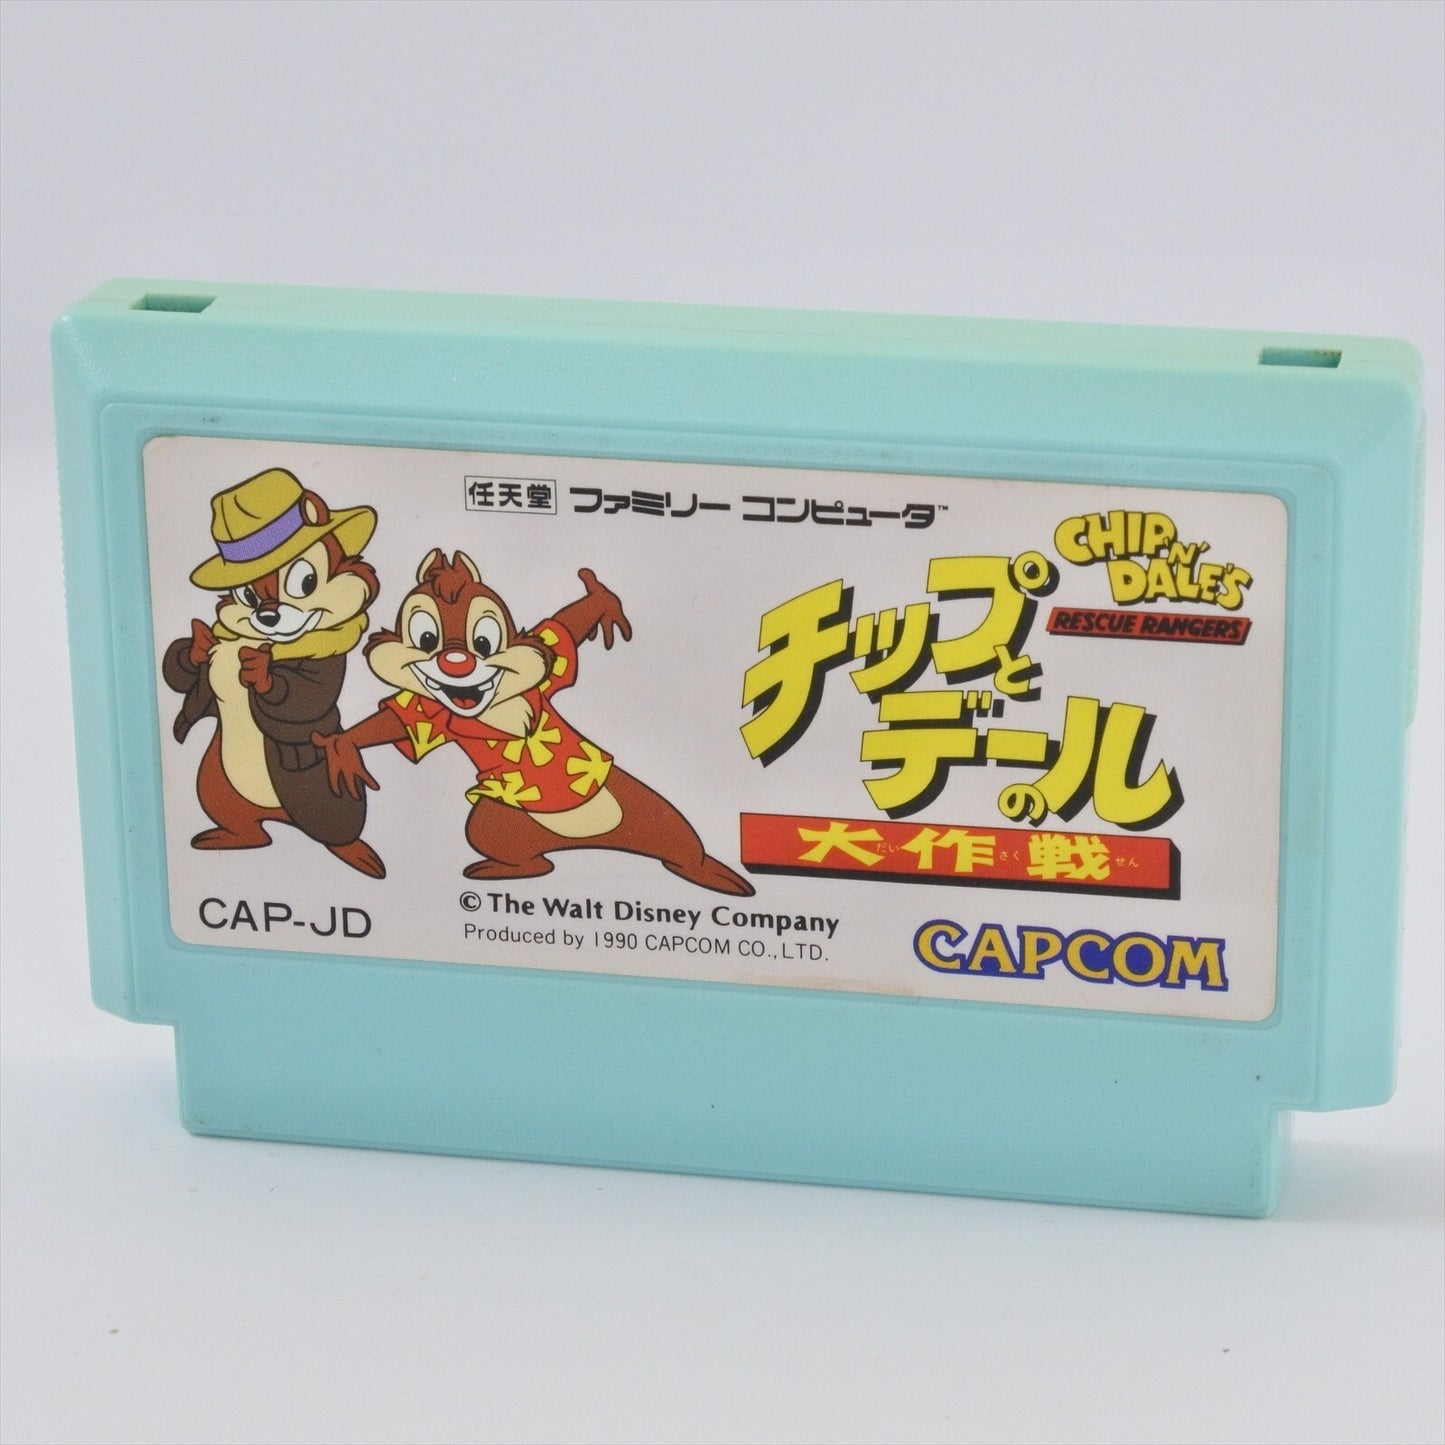 任天堂 ファミリー コンピュータ™
CHIP 'N'
DALE'S
RESCUE RANGERS
チップと
デールの
大作戦
だい さく せん
CAP-JD
© The Walt Disney Company
Produced by 1990 CAPCOM CO.,LTD.
CAPCOM